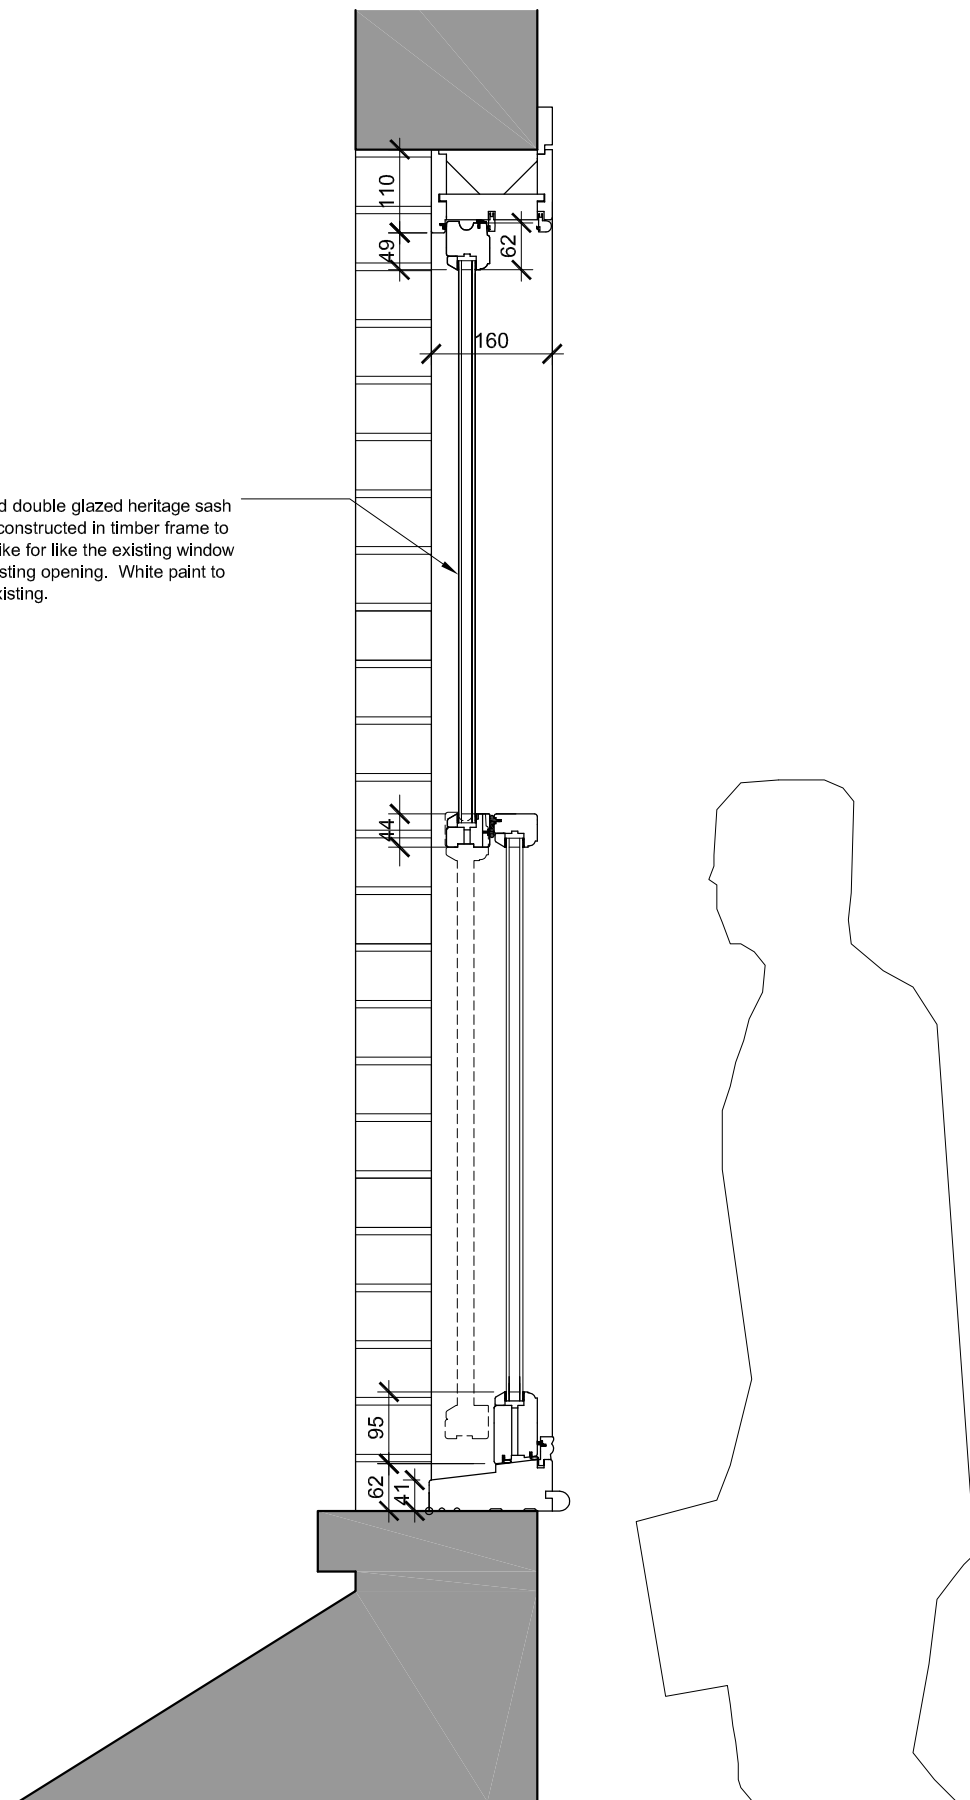 110
49
62
160
d double glazed heritage sash
constructed in timber frame to
ike for like the existing window
sting opening. White paint to
xisting.
44
95
62
41